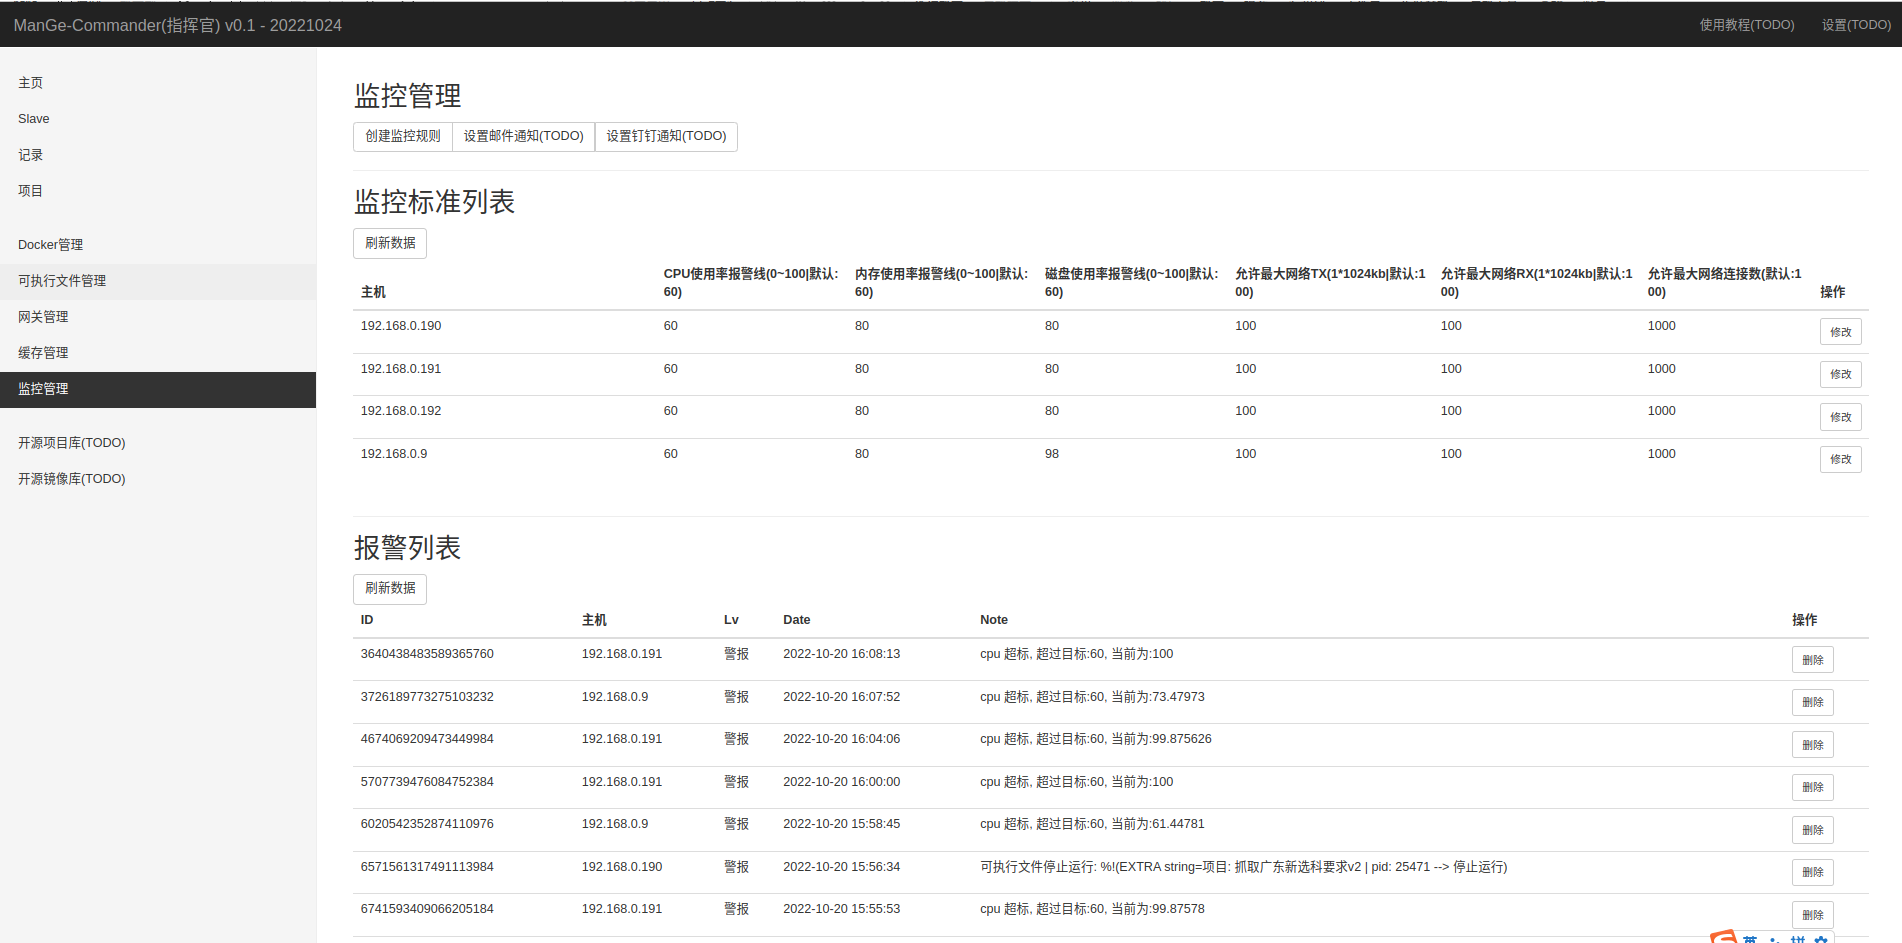 ManGe-Commander(指挥官) v0.1 - 20221024
使用教程(TODO) 设置(TODO)
主页
Slave
记录
项目
Docker管理
可执行文件管理
网关管理
缓存管理
监控管理
开源项目库(TODO)
开源镜像库(TODO)
监控管理
创建监控规则 设置邮件通知(TODO) 设置钉钉通知(TODO)
监控标准列表
刷新数据
主机 CPU使用率报警线(0~100|默认:60) 内存使用率报警线(0~100|默认:60) 磁盘使用率报警线(0~100|默认:60) 允许最大网络TX(1*1024kb|默认:100) 允许最大网络RX(1*1024kb|默认:100) 允许最大网络连接数(默认:100) 操作
192.168.0.190 60 80 80 100 100 1000 修改
192.168.0.191 60 80 80 100 100 1000 修改
192.168.0.192 60 80 80 100 100 1000 修改
192.168.0.9 60 80 98 100 100 1000 修改
报警列表
刷新数据
ID 主机 Lv Date Note 操作
3640438483589365760 192.168.0.191 警报 2022-10-20 16:08:13 cpu 超标, 超过目标:60, 当前为:100 删除
3726189773275103232 192.168.0.9 警报 2022-10-20 16:07:52 cpu 超标, 超过目标:60, 当前为:73.47973 删除
4674069209473449984 192.168.0.191 警报 2022-10-20 16:04:06 cpu 超标, 超过目标:60, 当前为:99.875626 删除
5707739476084752384 192.168.0.191 警报 2022-10-20 16:00:00 cpu 超标, 超过目标:60, 当前为:100 删除
6020542352874110976 192.168.0.9 警报 2022-10-20 15:58:45 cpu 超标, 超过目标:60, 当前为:61.44781 删除
6571561317491113984 192.168.0.190 警报 2022-10-20 15:56:34 可执行文件停止运行: %!(EXTRA string=项目: 抓取广东新选科要求v2 | pid: 25471 --> 停止运行) 删除
6741593409066205184 192.168.0.191 警报 2022-10-20 15:55:53 cpu 超标, 超过目标:60, 当前为:99.87578 删除